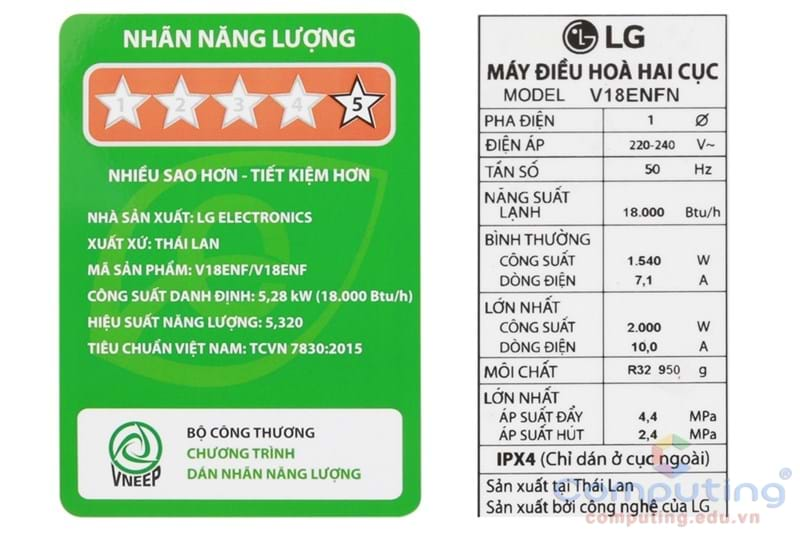 NHÃN NĂNG LƯỢNG
1 2 3 4 5
NHIỀU SAO HƠN - TIẾT KIỆM HƠN
NHÀ SẢN XUẤT: LG ELECTRONICS
XUẤT XỨ: THÁI LAN
MÃ SẢN PHẨM: V18ENF/V18ENF
CÔNG SUẤT DANH ĐỊNH: 5,28 kW (18.000 Btu/h)
HIỆU SUẤT NĂNG LƯỢNG: 5,320
TIÊU CHUẨN VIỆT NAM: TCVN 7830:2015
VNEEP
BỘ CÔNG THƯƠNG
CHƯƠNG TRÌNH
DÁN NHÃN NĂNG LƯỢNG
LG
MÁY ĐIỀU HOÀ HAI CỤC
MODEL V18ENFN
PHA ĐIỆN 1 Ø
ĐIỆN ÁP 220-240 V~
TẦN SỐ 50 Hz
NĂNG SUẤT
LẠNH 18.000 Btu/h
BÌNH THƯỜNG
CÔNG SUẤT 1.540 W
DÒNG ĐIỆN 7,1 A
LỚN NHẤT
CÔNG SUẤT 2.000 W
DÒNG ĐIỆN 10,0 A
MÔI CHẤT R32 950 g
LỚN NHẤT
ÁP SUẤT ĐẨY 4,4 MPa
ÁP SUẤT HÚT 2,4 MPa
IPX4 (Chỉ dán ở cục ngoài)
Sản xuất tại Thái Lan
Sản xuất bởi công nghệ của LG
Computing®
computing.edu.vn